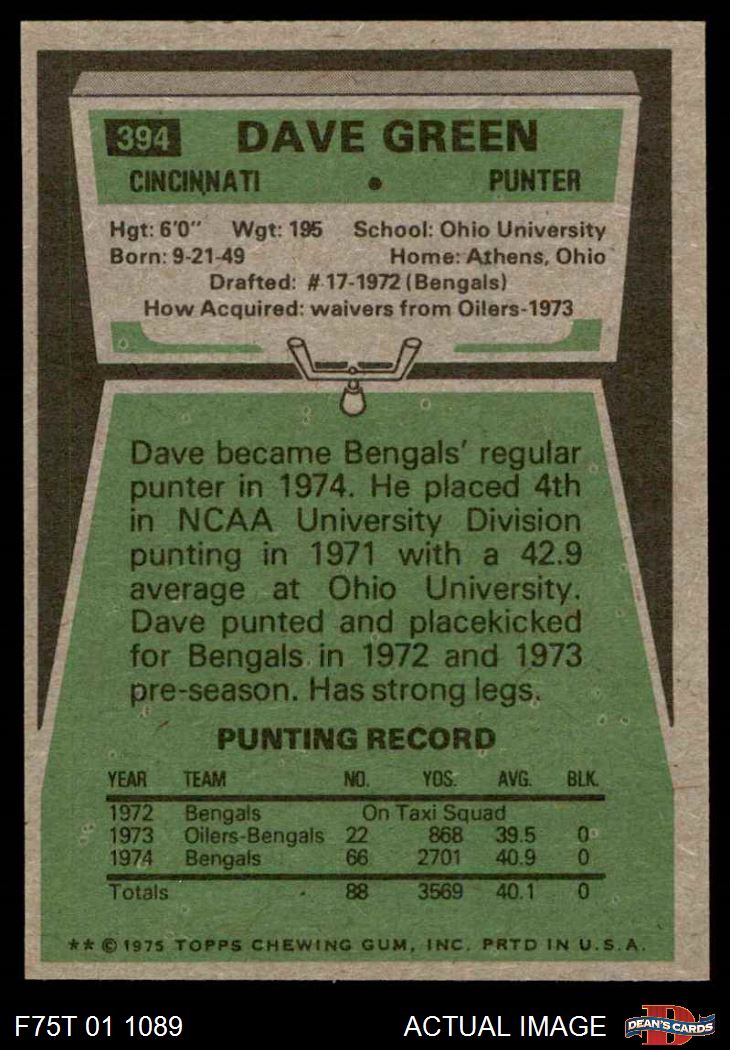 394 DAVE GREEN
CINCINNATI • PUNTER
Hgt: 6'0" Wgt: 195 School: Ohio University
Born: 9-21-49 Home: Athens, Ohio
Drafted: #17-1972 (Bengals)
How Acquired: waivers from Oilers-1973
Dave became Bengals' regular
punter in 1974. He placed 4th
in NCAA University Division
punting in 1971 with a 42.9
average at Ohio University.
Dave punted and placekicked
for Bengals in 1972 and 1973
pre-season. Has strong legs.
PUNTING RECORD
YEAR TEAM NO. YDS. AVG. BLK.
1972 Bengals On Taxi Squad
1973 Oilers-Bengals 22 868 39.5 0
1974 Bengals 66 2701 40.9 0
Totals 88 3569 40.1 0
** © 1975 TOPPS CHEWING GUM, INC. PRTD IN U.S.A.
F75T 01 1089 ACTUAL IMAGE D DEAN'S CARDS